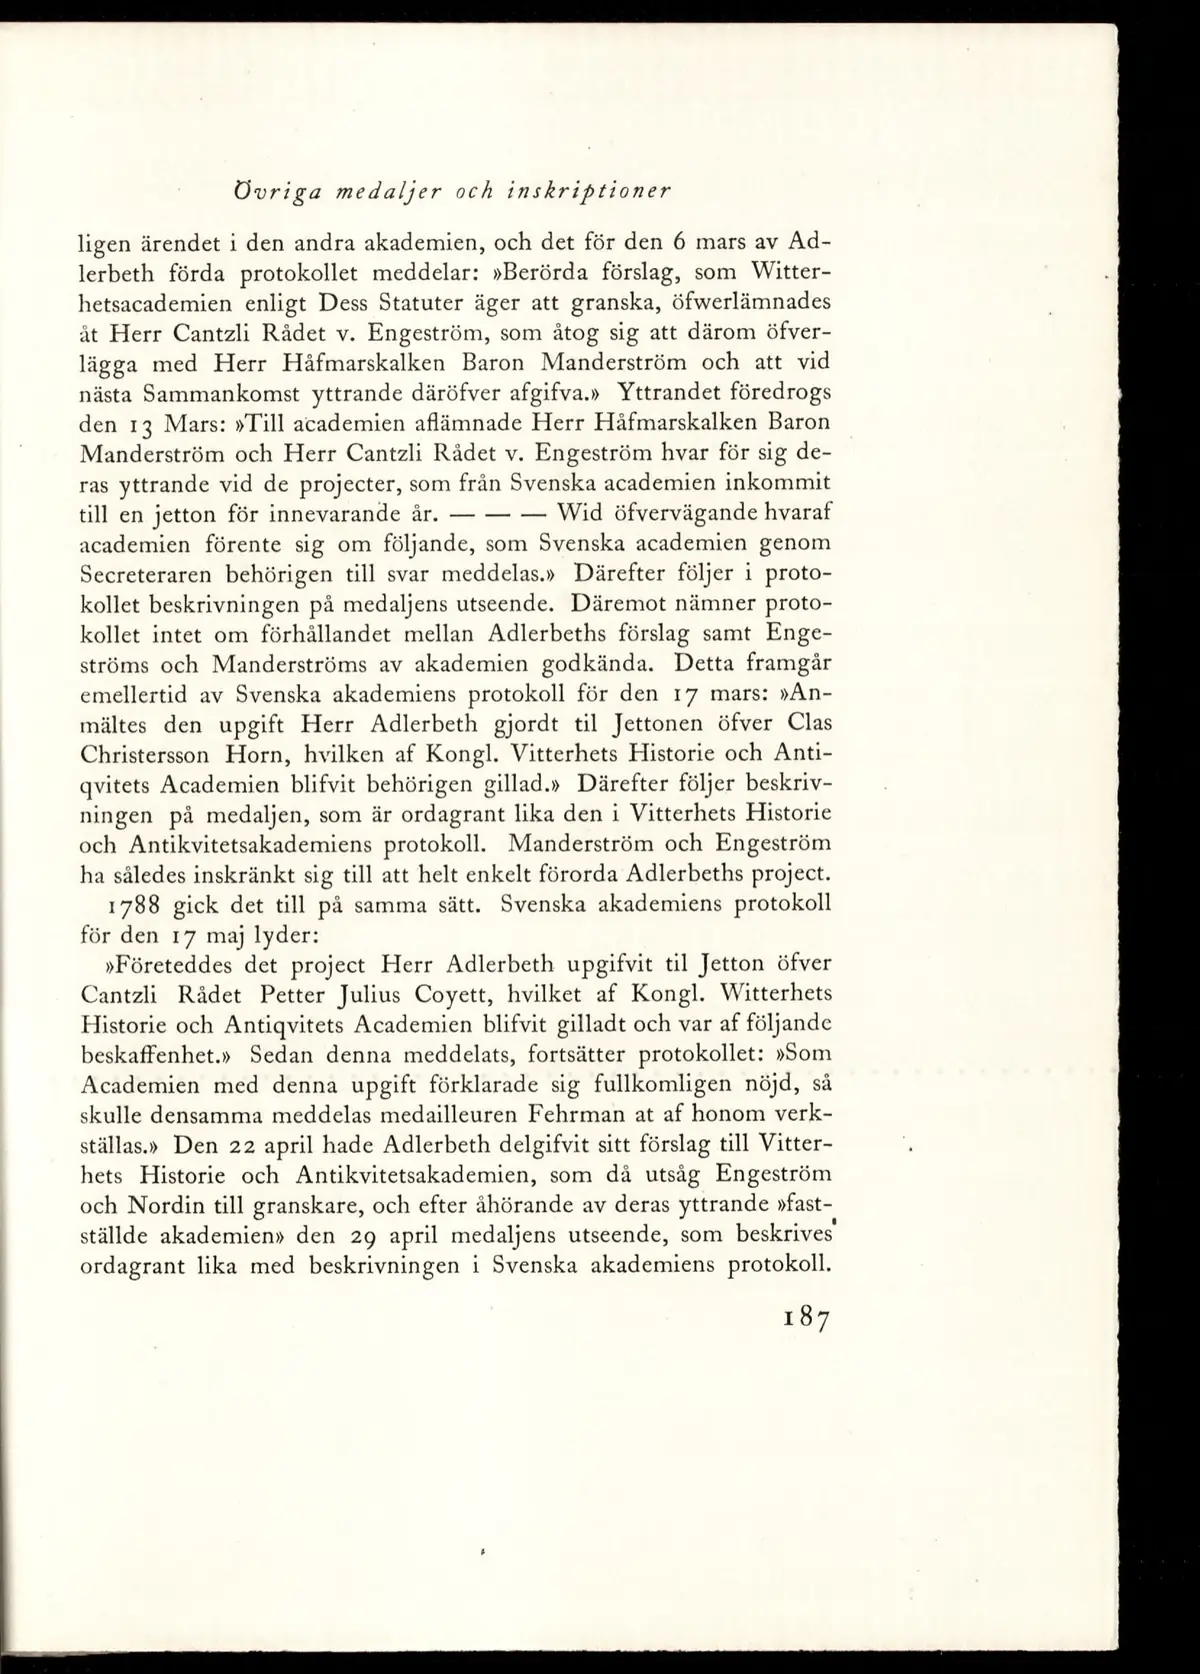 Övriga medaljer och inskriptioner
ligen ärendet i den andra akademien, och det för den 6 mars av Ad-
lerbeth förda protokollet meddelar: »Berörda förslag, som Witter-
hetsacademien enligt Dess Statuter äger att granska, öfwerlämnades
åt Herr Cantzli Rådet v. Engeström, som åtog sig att därom öfver-
lägga med Herr Håfmarskalken Baron Manderström och att vid
nästa Sammankomst yttrande däröfver afgifva.» Yttrandet föredrogs
den 13 Mars: »Till academien aflämnade Herr Håfmarskalken Baron
Manderström och Herr Cantzli Rådet v. Engeström hvar för sig de-
ras yttrande vid de projecter, som från Svenska academien inkommit
till en jetton för innevarande år. — — — Wid öfvervägande hvaraf
academien förente sig om följande, som Svenska academien genom
Secreteraren behörigen till svar meddelas.» Därefter följer i proto-
kollet beskrivningen på medaljens utseende. Däremot nämner proto-
kollet intet om förhållandet mellan Adlerbeths förslag samt Enge-
ströms och Manderströms av akademien godkända. Detta framgår
emellertid av Svenska akademiens protokoll för den 17 mars: »An-
mältes den upgift Herr Adlerbeth gjordt til Jettonen öfver Clas
Christersson Horn, hvilken af Kongl. Vitterhets Historie och Anti-
qvitets Academien blifvit behörigen gillad.» Därefter följer beskriv-
ningen på medaljen, som är ordagrant lika den i Vitterhets Historie
och Antikvitetsakademiens protokoll. Manderström och Engeström
ha således inskränkt sig till att helt enkelt förorda Adlerbeths project.
1788 gick det till på samma sätt. Svenska akademiens protokoll
för den 17 maj lyder:
»Företeddes det project Herr Adlerbeth upgifvit til Jetton öfver
Cantzli Rådet Petter Julius Coyett, hvilket af Kongl. Witterhets
Historie och Antiqvitets Academien blifvit gilladt och var af följande
beskaffenhet.» Sedan denna meddelats, fortsätter protokollet: »Som
Academien med denna upgift förklarade sig fullkomligen nöjd, så
skulle densamma meddelas medailleuren Fehrman at af honom verk-
ställas.» Den 22 april hade Adlerbeth delgifvit sitt förslag till Vitter-
hets Historie och Antikvitetsakademien, som då utsåg Engeström
och Nordin till granskare, och efter åhörande av deras yttrande »fast-
ställde akademien» den 29 april medaljens utseende, som beskrives
ordagrant lika med beskrivningen i Svenska akademiens protokoll.
187